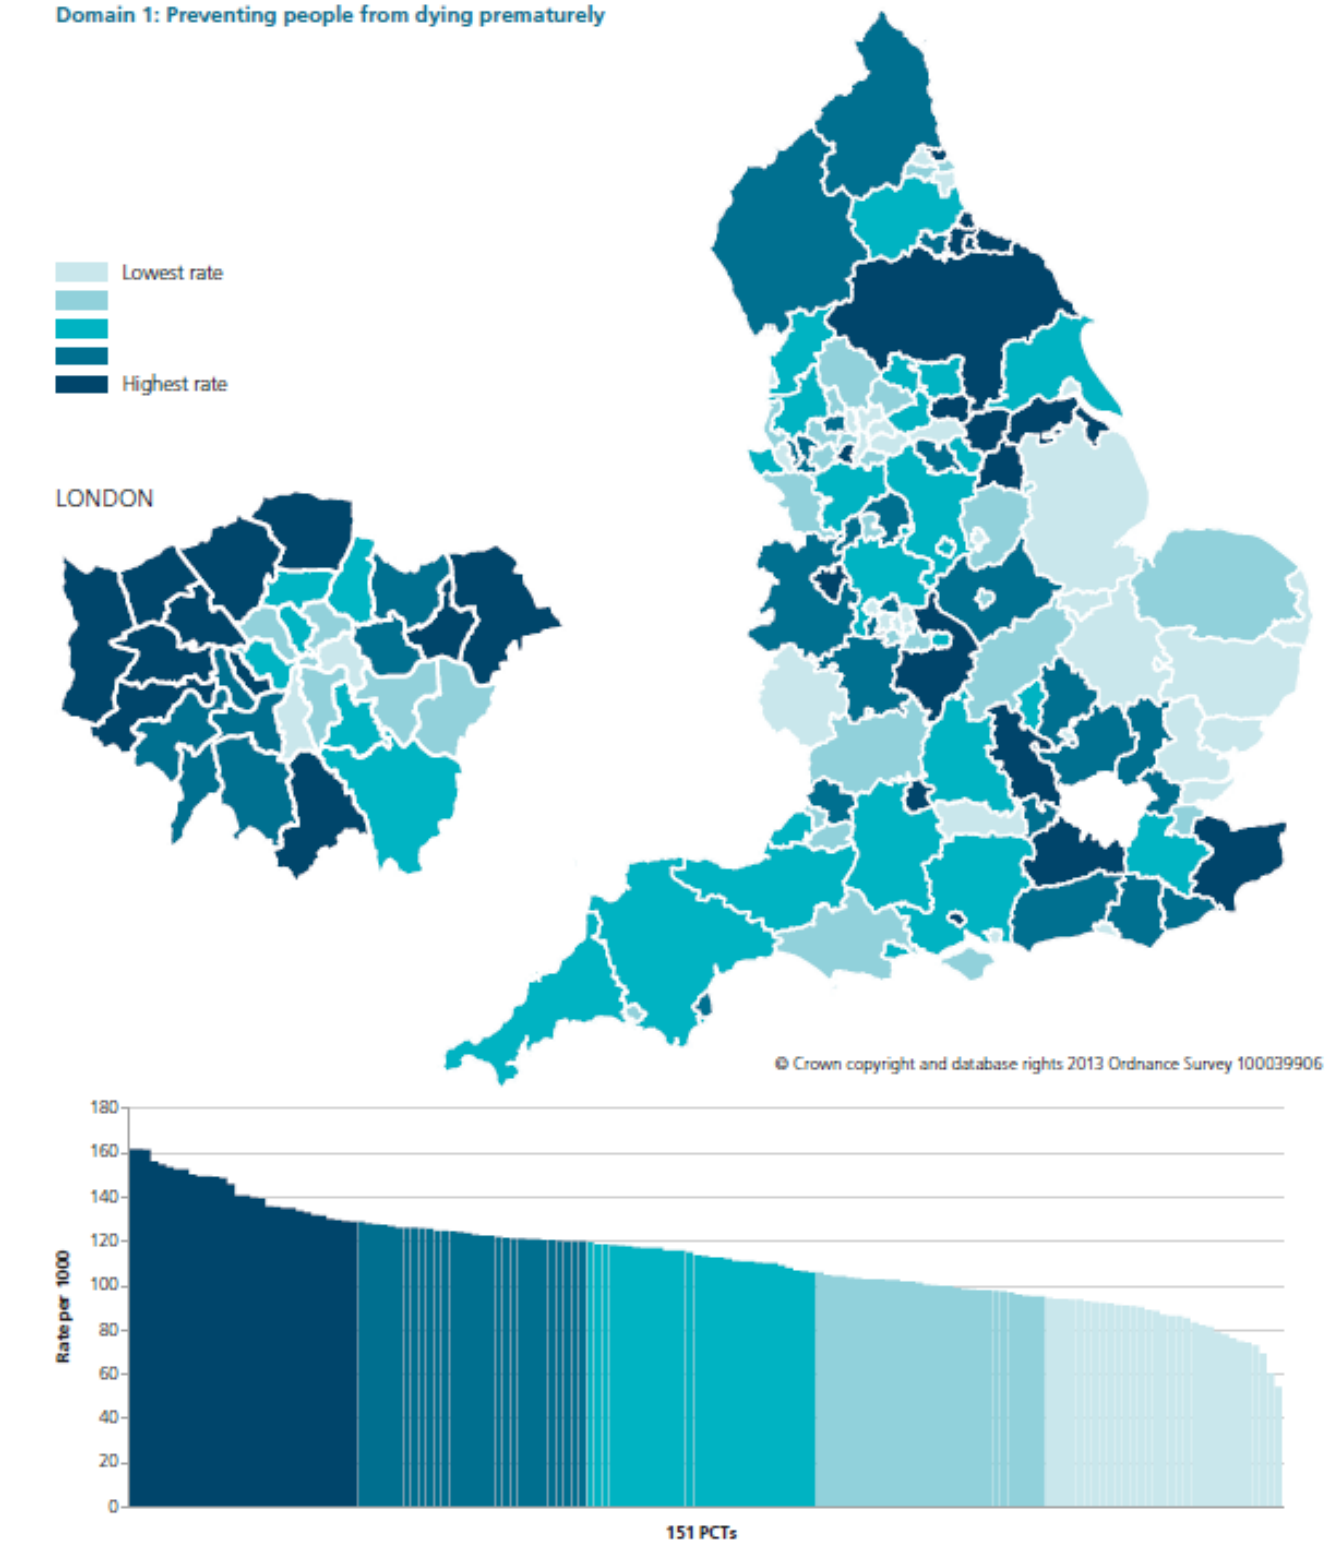 Domain 1: Preventing people from dying prematurely
Lowest rate
Highest rate
LONDON
© Crown copyright and database rights 2013 Ordnance Survey 100039906
180
160
140
120
100
80
60
40
20
0
Rate per 1000
151 PCTs